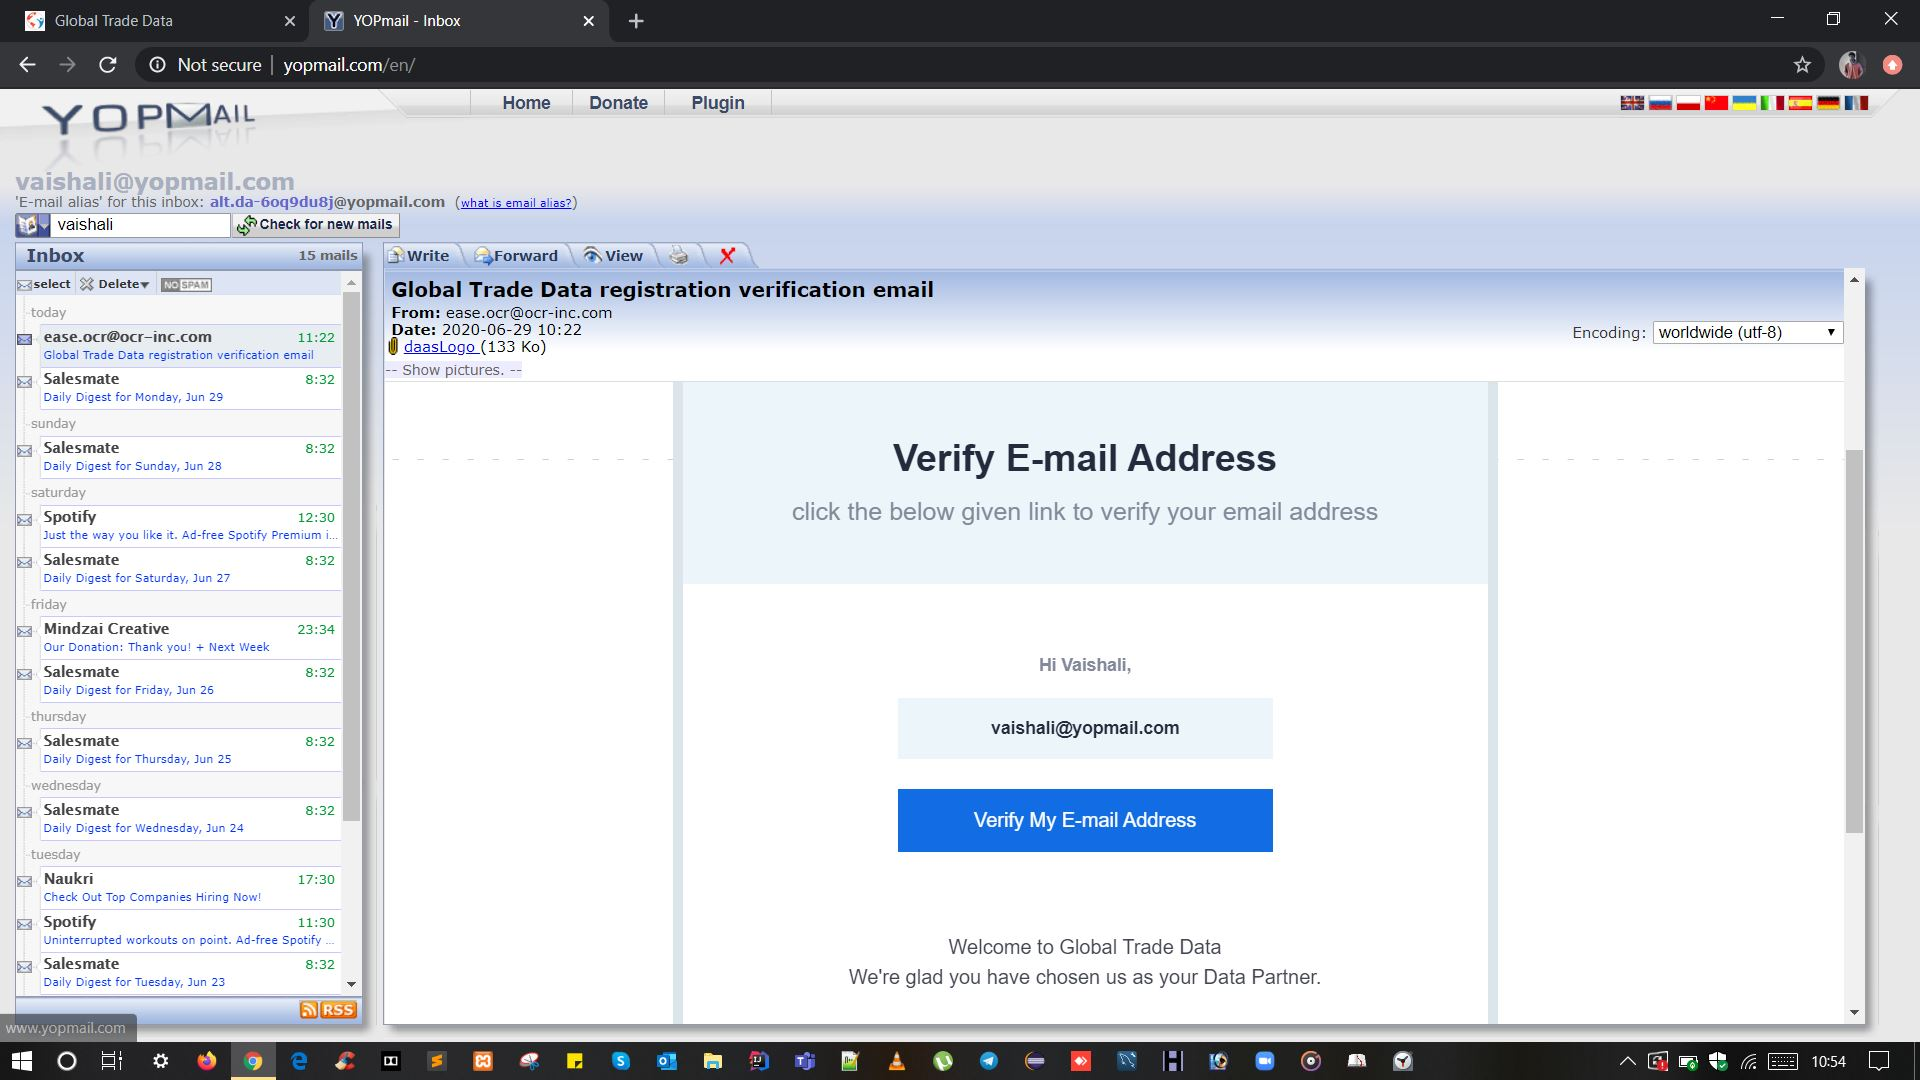 Global Trade Data
YOPmail - Inbox
Not secure
yopmail.com/en/
YOPMAIL
Home
Donate
Plugin
vaishali@yopmail.com
'E-mail alias' for this inbox: alt.da-6oq9du8j@yopmail.com (what is email alias?)
vaishali
Check for new mails
Inbox
15 mails
select
Delete
NO SPAM
today
ease.ocr@ocr-inc.com 11:22
Global Trade Data registration verification email
Salesmate 8:32
Daily Digest for Monday, Jun 29
sunday
Salesmate 8:32
Daily Digest for Sunday, Jun 28
saturday
Spotify 12:30
Just the way you like it. Ad-free Spotify Premium i...
Salesmate 8:32
Daily Digest for Saturday, Jun 27
friday
Mindzai Creative 23:34
Our Donation: Thank you! + Next Week
Salesmate 8:32
Daily Digest for Friday, Jun 26
thursday
Salesmate 8:32
Daily Digest for Thursday, Jun 25
wednesday
Salesmate 8:32
Daily Digest for Wednesday, Jun 24
tuesday
Naukri 17:30
Check Out Top Companies Hiring Now!
Spotify 11:30
Uninterrupted workouts on point. Ad-free Spotify ...
Salesmate 8:32
Daily Digest for Tuesday, Jun 23
RSS
www.yopmail.com
Write
Forward
View
Global Trade Data registration verification email
From: ease.ocr@ocr-inc.com
Date: 2020-06-29 10:22
daasLogo (133 Ko)
Encoding: worldwide (utf-8)
-- Show pictures. --
Verify E-mail Address
click the below given link to verify your email address
Hi Vaishali,
vaishali@yopmail.com
Verify My E-mail Address
Welcome to Global Trade Data
We're glad you have chosen us as your Data Partner.
10:54